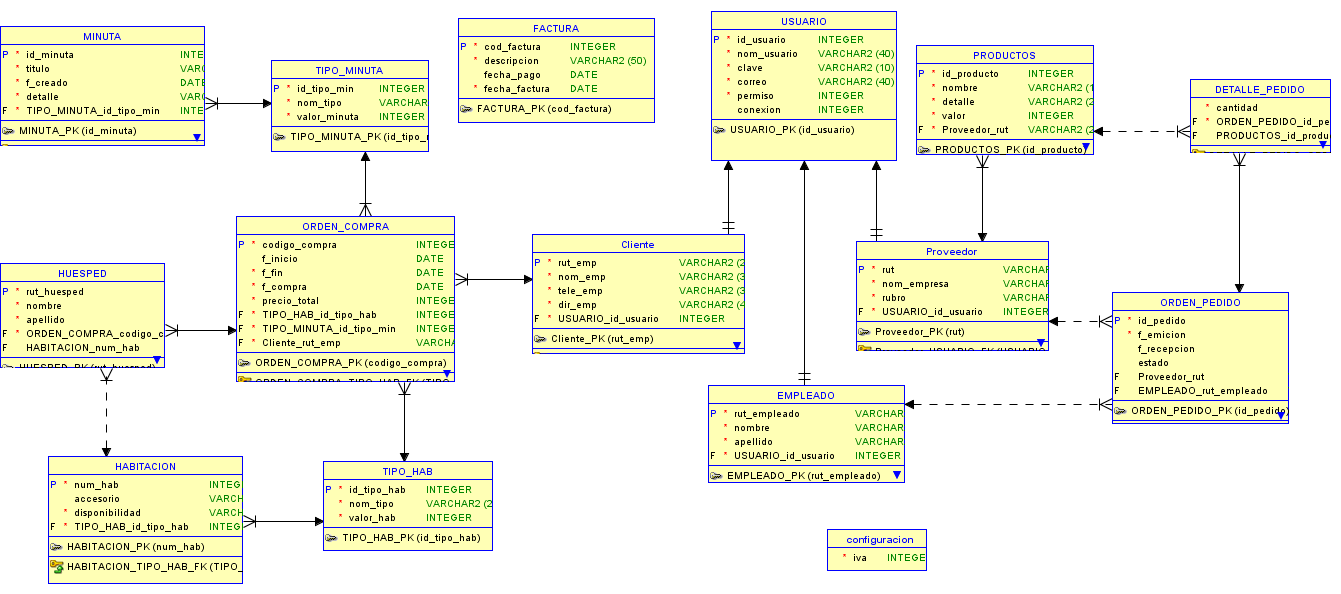 MINUTA
P * id_minuta INTE
* titulo VARC
* f_creado DATE
* detalle VARC
F * TIPO_MINUTA_id_tipo_min INTE
MINUTA_PK (id_minuta)
TIPO_MINUTA
P * id_tipo_min INTEGER
* nom_tipo VARCHAR
* valor_minuta INTEGER
TIPO_MINUTA_PK (id_tipo_
FACTURA
P * cod_factura INTEGER
* descripcion VARCHAR2 (50)
fecha_pago DATE
* fecha_factura DATE
FACTURA_PK (cod_factura)
USUARIO
P * id_usuario INTEGER
* nom_usuario VARCHAR2 (40)
* clave VARCHAR2 (10)
* correo VARCHAR2 (40)
* permiso INTEGER
conexion INTEGER
USUARIO_PK (id_usuario)
PRODUCTOS
P * id_producto INTEGER
* nombre VARCHAR2 (1
* detalle VARCHAR2 (2
* valor INTEGER
F * Proveedor_rut VARCHAR2 (2
PRODUCTOS_PK (id_producto)
DETALLE_PEDIDO
* cantidad
F * ORDEN_PEDIDO_id_pe
F * PRODUCTOS_id_produ
ORDEN_COMPRA
P * codigo_compra INTEGE
f_inicio DATE
* f_fin DATE
* f_compra DATE
* precio_total INTEGE
F * TIPO_HAB_id_tipo_hab INTEGE
F * TIPO_MINUTA_id_tipo_min INTEGE
F * Cliente_rut_emp VARCHA
ORDEN_COMPRA_PK (codigo_compra)
ORDEN_COMPRA_TIPO_HAB_FK (TIPO_
Cliente
P * rut_emp VARCHAR2 (2
* nom_emp VARCHAR2 (3
* tele_emp VARCHAR2 (3
* dir_emp VARCHAR2 (4
F * USUARIO_id_usuario INTEGER
Cliente_PK (rut_emp)
Proveedor
P * rut VARCHAR
* nom_empresa VARCHAR
* rubro VARCHAR
F * USUARIO_id_usuario INTEGER
Proveedor_PK (rut)
Proveedor_USUARIO_FK (USUARIO
HUESPED
P * rut_huesped
* nombre
* apellido
F * ORDEN_COMPRA_codigo_c
F HABITACION_num_hab
HUESPED_PK (rut_huesped)
ORDEN_PEDIDO
P * id_pedido
* f_emicion
f_recepcion
estado
F Proveedor_rut
F EMPLEADO_rut_empleado
ORDEN_PEDIDO_PK (id_pedido)
EMPLEADO
P * rut_empleado VARCHAR
* nombre VARCHAR
* apellido VARCHAR
F * USUARIO_id_usuario INTEGER
EMPLEADO_PK (rut_empleado)
HABITACION
P * num_hab INTEG
accesorio VARCH
* disponibilidad VARCH
F * TIPO_HAB_id_tipo_hab INTEG
HABITACION_PK (num_hab)
HABITACION_TIPO_HAB_FK (TIPO_
TIPO_HAB
P * id_tipo_hab INTEGER
* nom_tipo VARCHAR2 (2
* valor_hab INTEGER
TIPO_HAB_PK (id_tipo_hab)
configuracion
* iva INTEGE